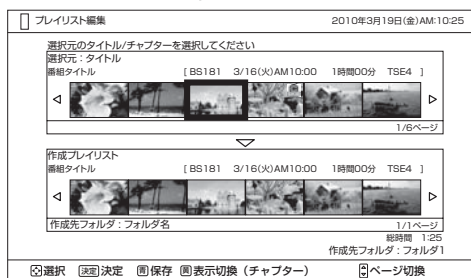 プレイリスト編集 2010年3月19日(金)AM:10:25
選択元のタイトル/チャプターを選択してください
選択元：タイトル
番組タイトル [ BS181 3/16(火)AM10:00 1時間00分 TSE4 ]
1/6ページ
作成プレイリスト
番組タイトル [ BS181 3/16(火)AM10:00 1時間00分 TSE4 ]
作成先フォルダ：フォルダ名 1/1ページ
総時間 1:25
作成先フォルダ：フォルダ1
選択 決定 決定 青 保存 黄 表示切換（チャプター） ページ切換